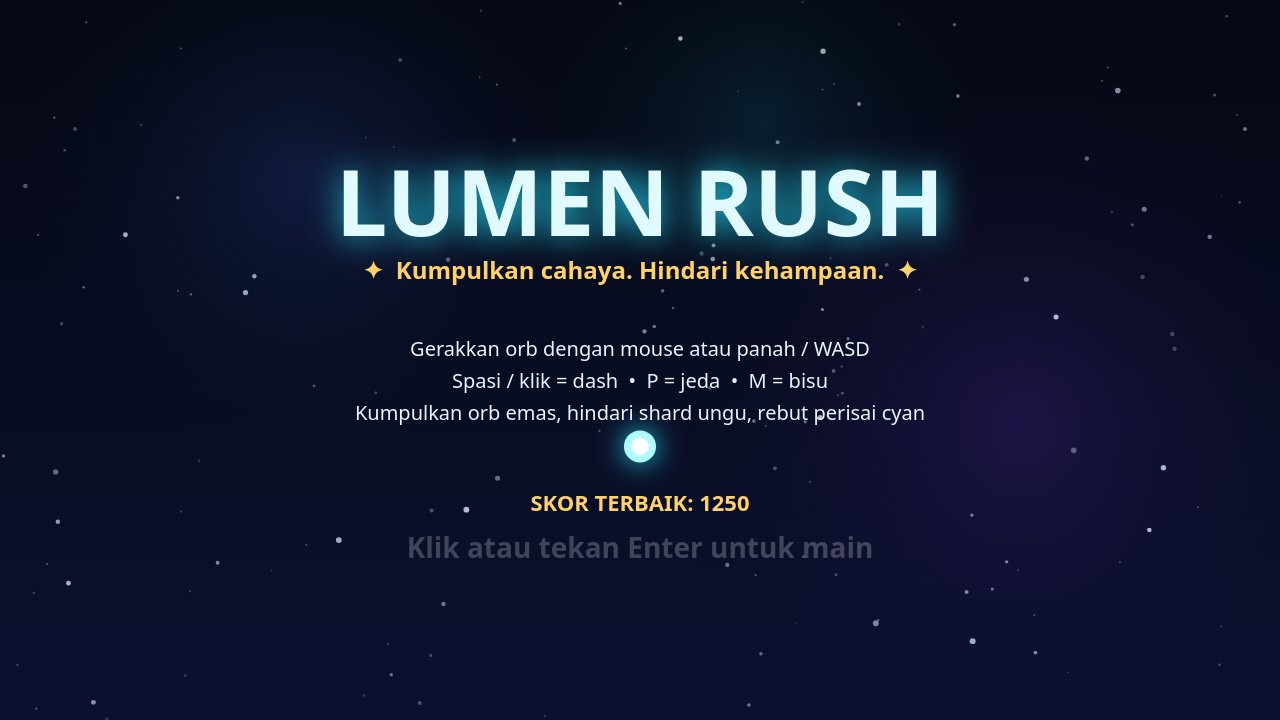 LUMEN RUSH
✦ Kumpulkan cahaya. Hindari kehampaan. ✦
Gerakkan orb dengan mouse atau panah / WASD
Spasi / klik = dash • P = jeda • M = bisu
Kumpulkan orb emas, hindari shard ungu, rebut perisai cyan
SKOR TERBAIK: 1250
Klik atau tekan Enter untuk main